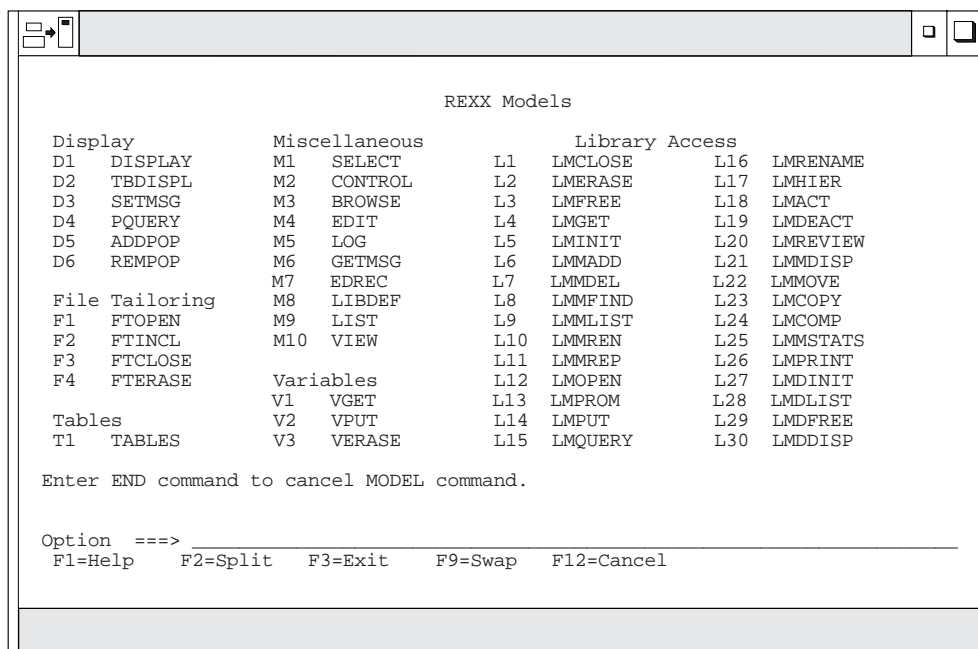 REXX Models
Display Miscellaneous Library Access
D1 DISPLAY M1 SELECT L1 LMCLOSE L16 LMRENAME
D2 TBDISPL M2 CONTROL L2 LMERASE L17 LMHIER
D3 SETMSG M3 BROWSE L3 LMFREE L18 LMACT
D4 PQUERY M4 EDIT L4 LMGET L19 LMDEACT
D5 ADDPOP M5 LOG L5 LMINIT L20 LMREVIEW
D6 REMPOP M6 GETMSG L6 LMMADD L21 LMMDISP
M7 EDREC L7 LMMDEL L22 LMMOVE
File Tailoring M8 LIBDEF L8 LMMFIND L23 LMCOPY
F1 FTOPEN M9 LIST L9 LMMLIST L24 LMCOMP
F2 FTINCL M10 VIEW L10 LMMREN L25 LMMSTATS
F3 FTCLOSE L11 LMMREP L26 LMPRINT
F4 FTERASE Variables L12 LMOPEN L27 LMDINIT
V1 VGET L13 LMPROM L28 LMDLIST
Tables V2 VPUT L14 LMPUT L29 LMDFREE
T1 TABLES V3 VERASE L15 LMQUERY L30 LMDDISP
Enter END command to cancel MODEL command.
Option ===>
F1=Help F2=Split F3=Exit F9=Swap F12=Cancel